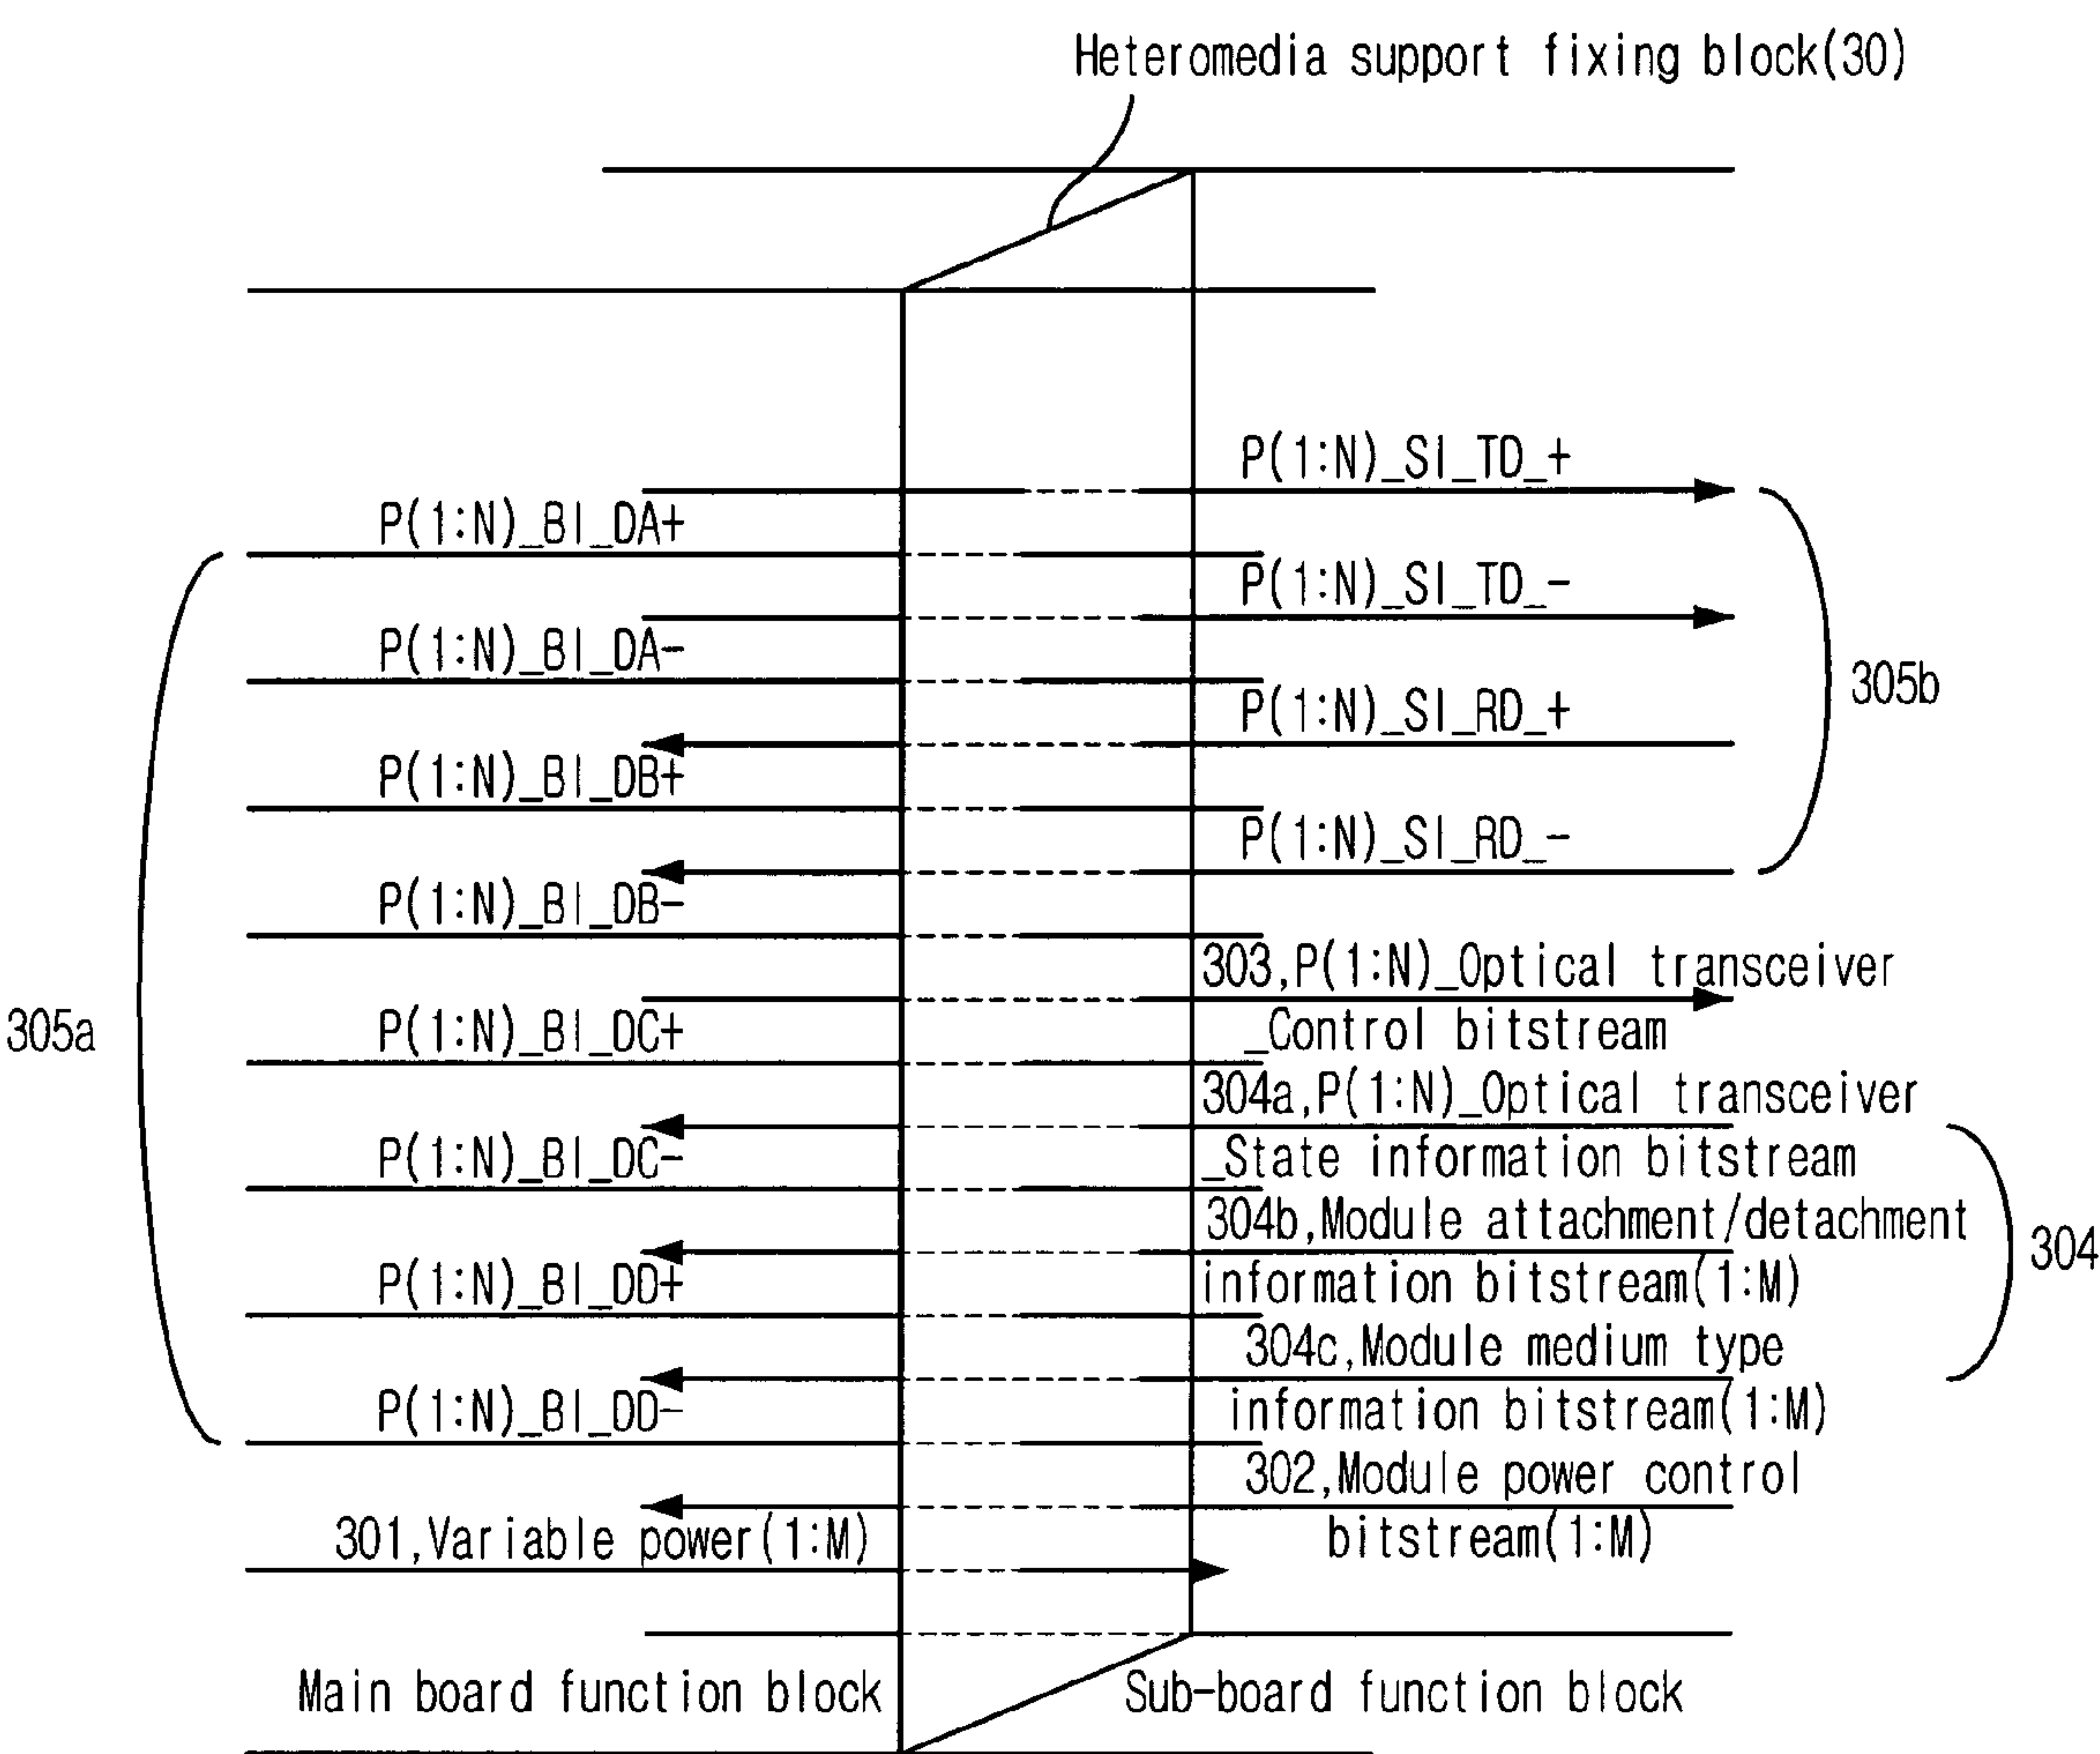 Heteromedia support fixing block(30)
P(1:N)_SI_TD_+
P(1:N)_BI_DA+
P(1:N)_SI_TD_-
P(1:N)_BI_DA-
305b
P(1:N)_SI_RD_+
P(1:N)_BI_DB+
P(1:N)_SI_RD_-
P(1:N)_BI_DB-
303,P(1:N)_Optical transceiver
_Control bitstream
305a
P(1:N)_BI_DC+
304a,P(1:N)_Optical transceiver
_State information bitstream
P(1:N)_BI_DC-
304b,Module attachment/detachment
information bitstream(1:M)
304
P(1:N)_BI_DD+
304c,Module medium type
information bitstream(1:M)
P(1:N)_BI_DD-
302,Module power control
bitstream(1:M)
301,Variable power(1:M)
Main board function block
Sub-board function block